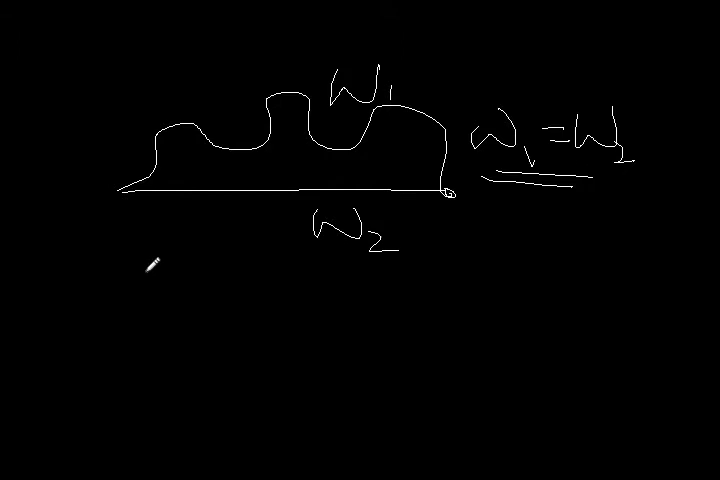 W₁
W₁ = W₂
W₂